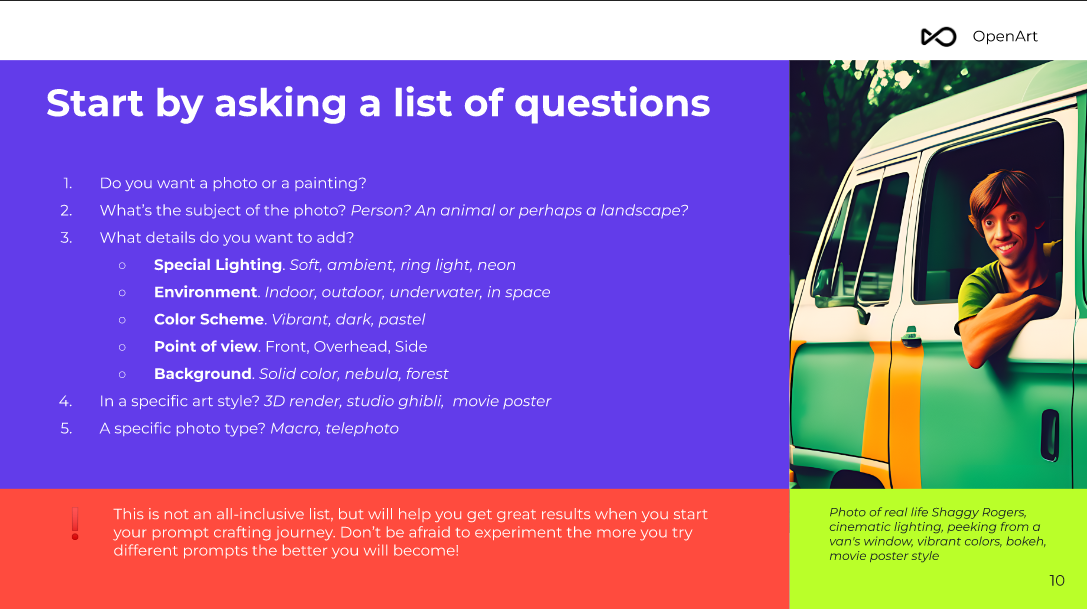 OpenArt
Start by asking a list of questions
1. Do you want a photo or a painting?
2. What's the subject of the photo? Person? An animal or perhaps a landscape?
3. What details do you want to add?
○ Special Lighting. Soft, ambient, ring light, neon
○ Environment. Indoor, outdoor, underwater, in space
○ Color Scheme. Vibrant, dark, pastel
○ Point of view. Front, Overhead, Side
○ Background. Solid color, nebula, forest
4. In a specific art style? 3D render, studio ghibli, movie poster
5. A specific photo type? Macro, telephoto
This is not an all-inclusive list, but will help you get great results when you start
your prompt crafting journey. Don't be afraid to experiment the more you try
different prompts the better you will become!
Photo of real life Shaggy Rogers,
cinematic lighting, peeking from a
van's window, vibrant colors, bokeh,
movie poster style
10